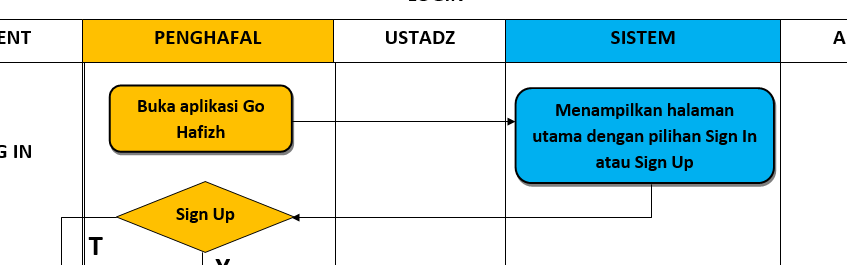 LOGIN
ENT PENGHAFAL USTADZ SISTEM A
Buka aplikasi Go
Hafizh
Menampilkan halaman
utama dengan pilihan Sign In
atau Sign Up
G IN
Sign Up
T
Y